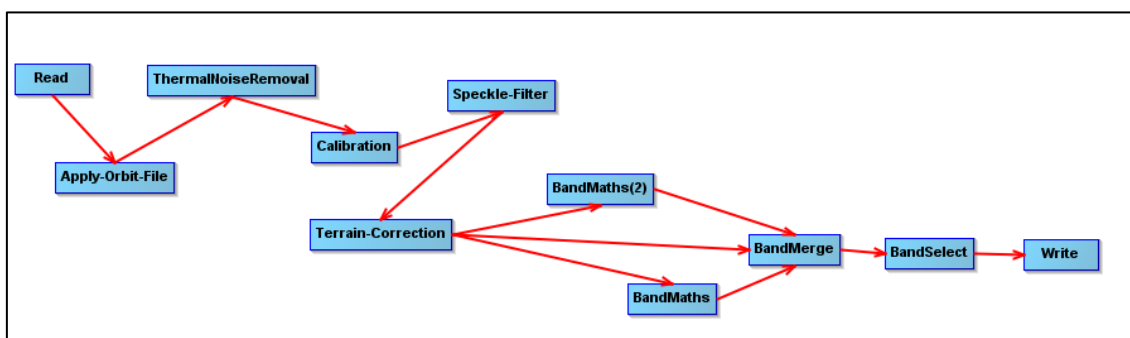 Read
ThermalNoiseRemoval
Speckle-Filter
Calibration
Apply-Orbit-File
BandMaths(2)
Terrain-Correction
BandMerge
BandSelect
Write
BandMaths